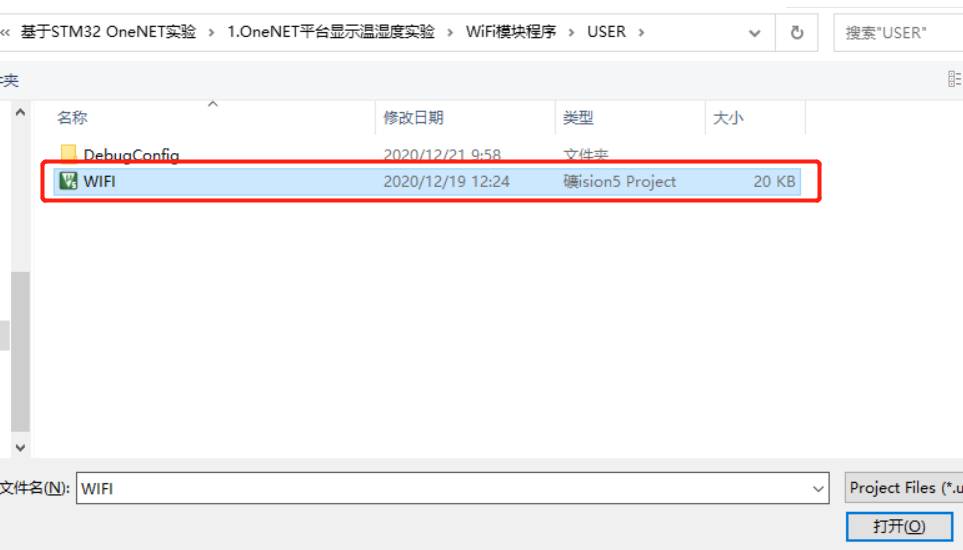 « 基于STM32 OneNET实验 › 1.OneNET平台显示温湿度实验 › WiFi模块程序 › USER ›
搜索"USER"
名称 修改日期 类型 大小
DebugConfig 2020/12/21 9:58 文件夹
WIFI 2020/12/19 12:24 礦ision5 Project 20 KB
文件名(N): WIFI
Project Files (*.u
打开(O)